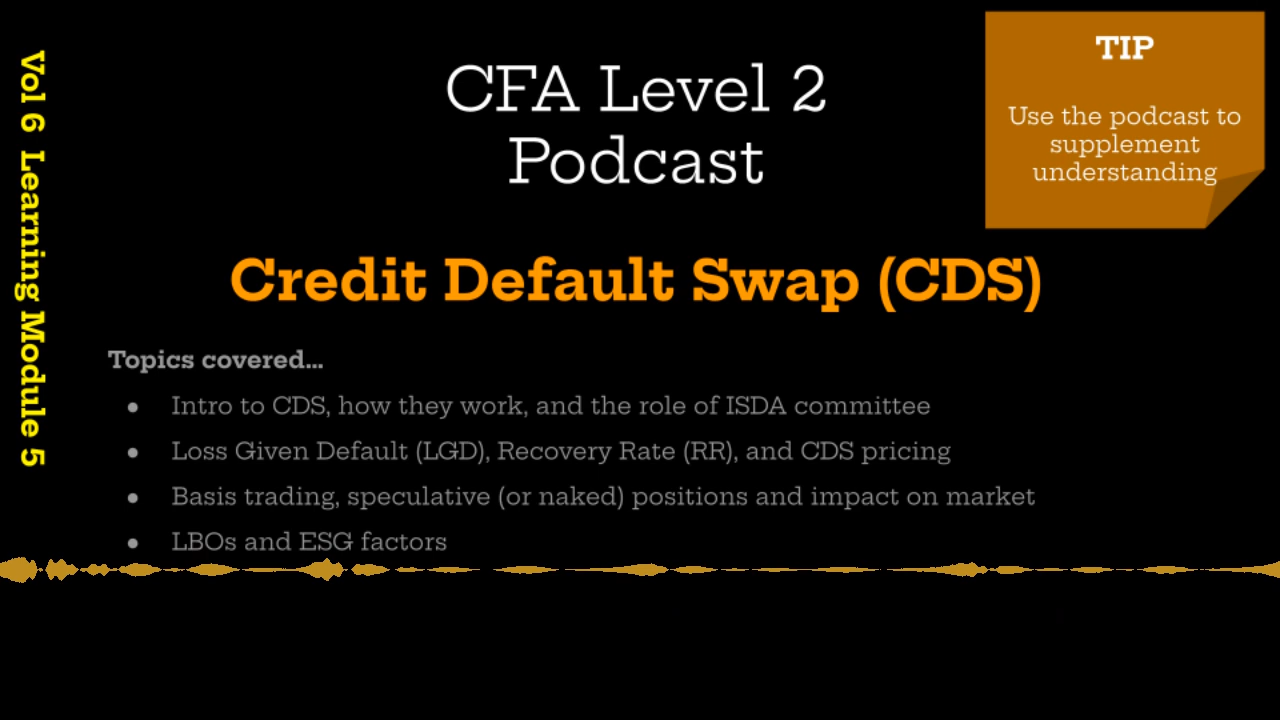 Vol 6 Learning Module 5
CFA Level 2
Podcast
TIP
Use the podcast to
supplement
understanding
Credit Default Swap (CDS)
Topics covered...
● Intro to CDS, how they work, and the role of ISDA committee
● Loss Given Default (LGD), Recovery Rate (RR), and CDS pricing
● Basis trading, speculative (or naked) positions and impact on market
● LBOs and ESG factors